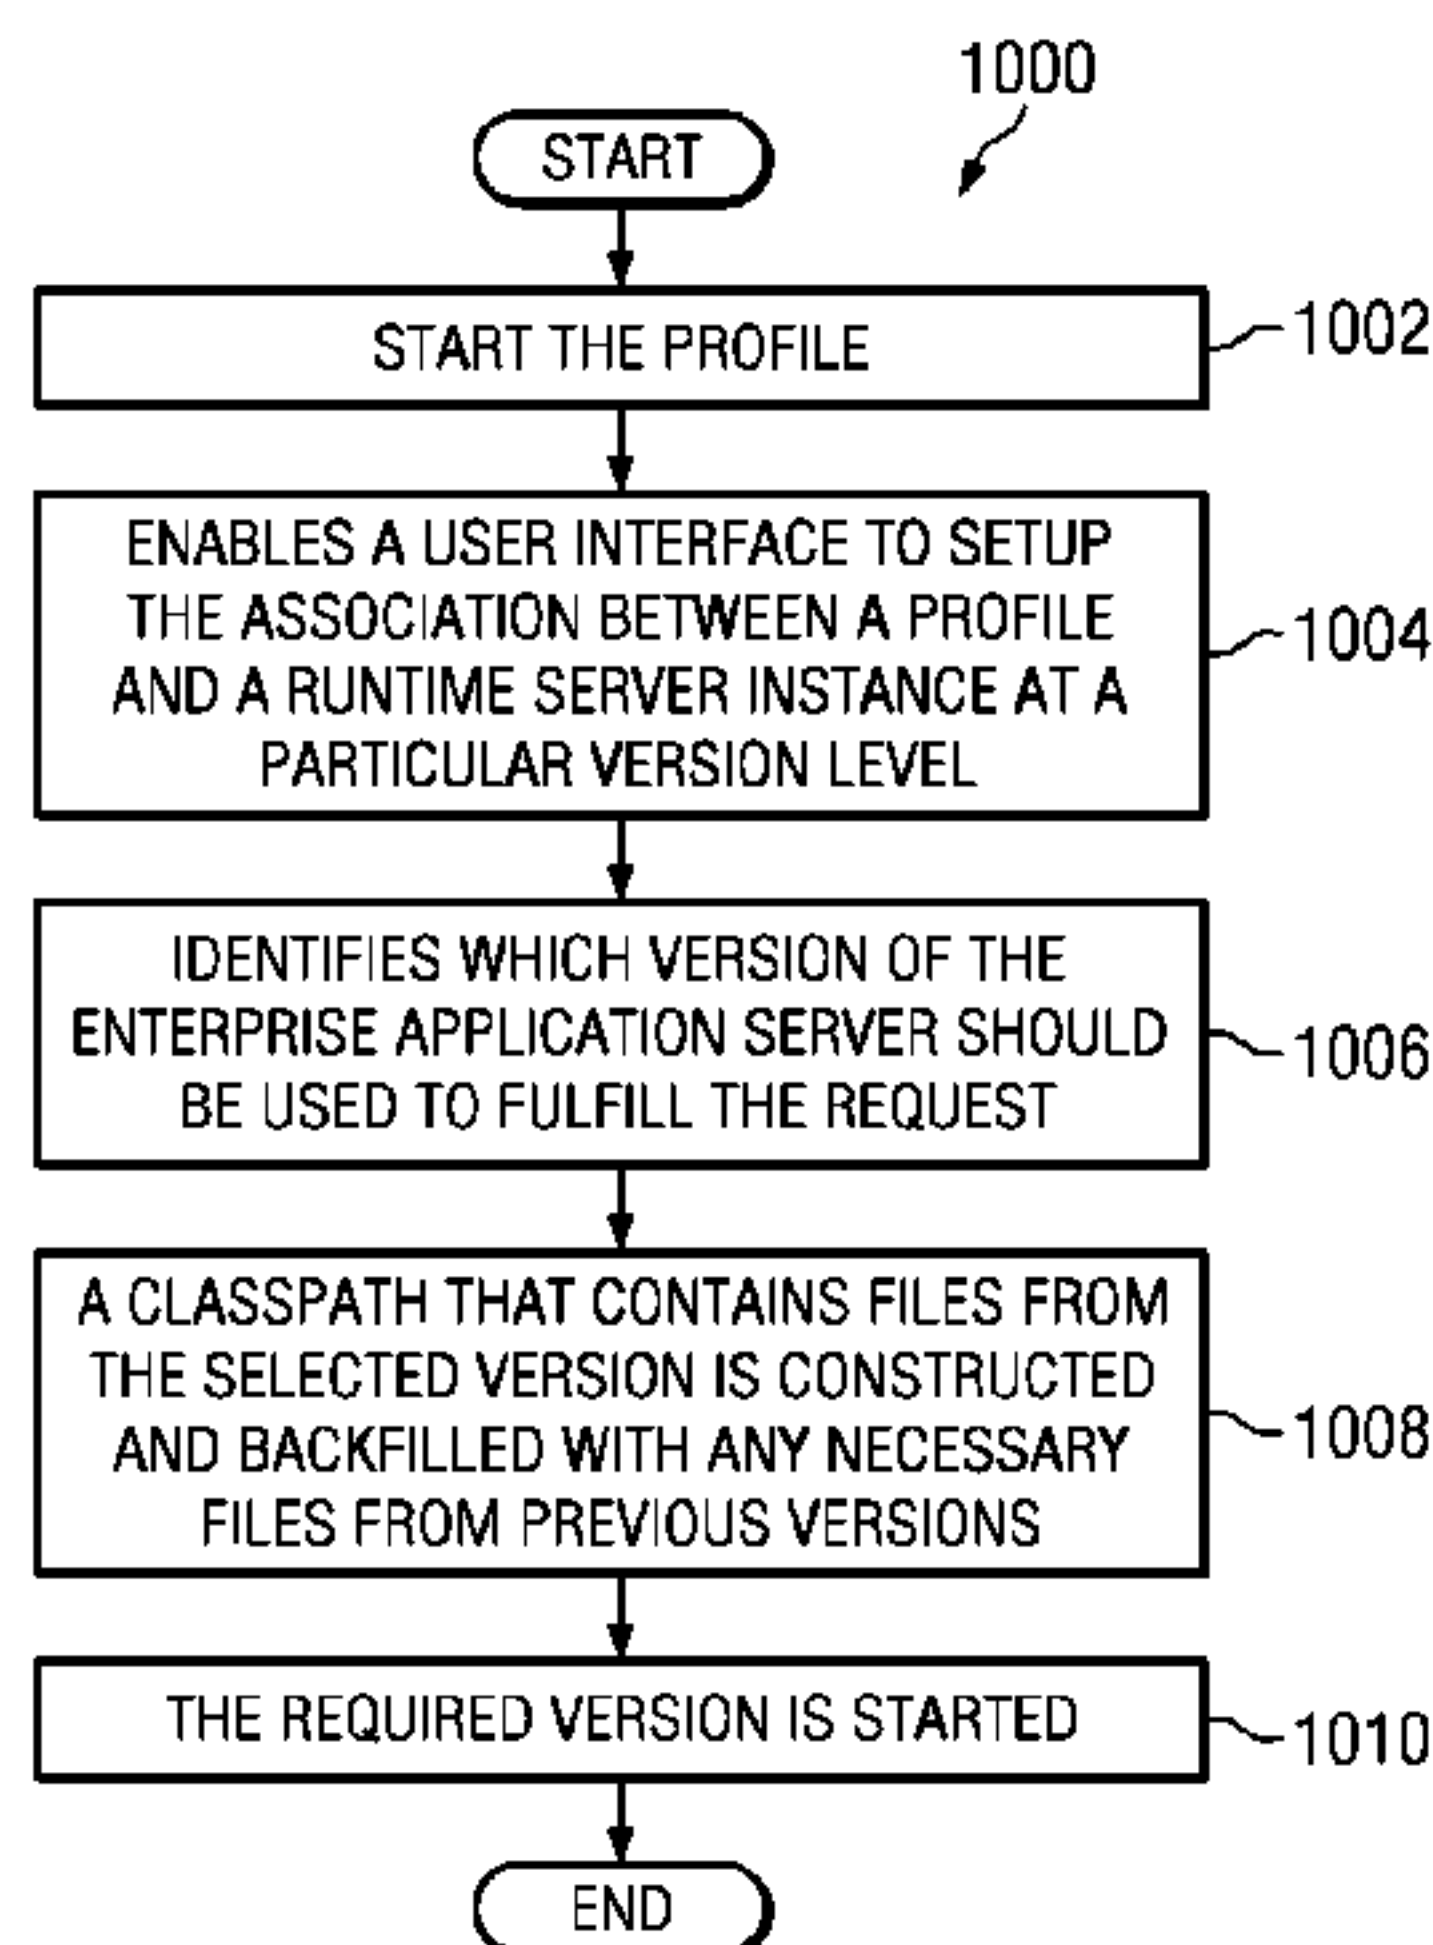 1000
START
START THE PROFILE
1002
ENABLES A USER INTERFACE TO SETUP
THE ASSOCIATION BETWEEN A PROFILE
AND A RUNTIME SERVER INSTANCE AT A
PARTICULAR VERSION LEVEL
1004
IDENTIFIES WHICH VERSION OF THE
ENTERPRISE APPLICATION SERVER SHOULD
BE USED TO FULFILL THE REQUEST
1006
A CLASSPATH THAT CONTAINS FILES FROM
THE SELECTED VERSION IS CONSTRUCTED
AND BACKFILLED WITH ANY NECESSARY
FILES FROM PREVIOUS VERSIONS
1008
THE REQUIRED VERSION IS STARTED
1010
END